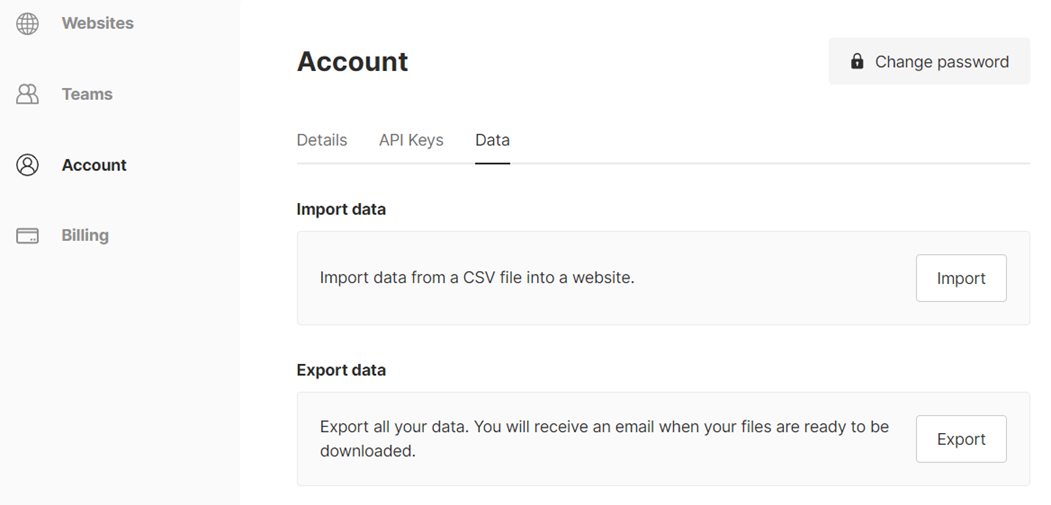 Websites
Teams
Account
Billing
Account
Change password
Details API Keys Data
Import data
Import data from a CSV file into a website.
Import
Export data
Export all your data. You will receive an email when your files are ready to be
downloaded.
Export